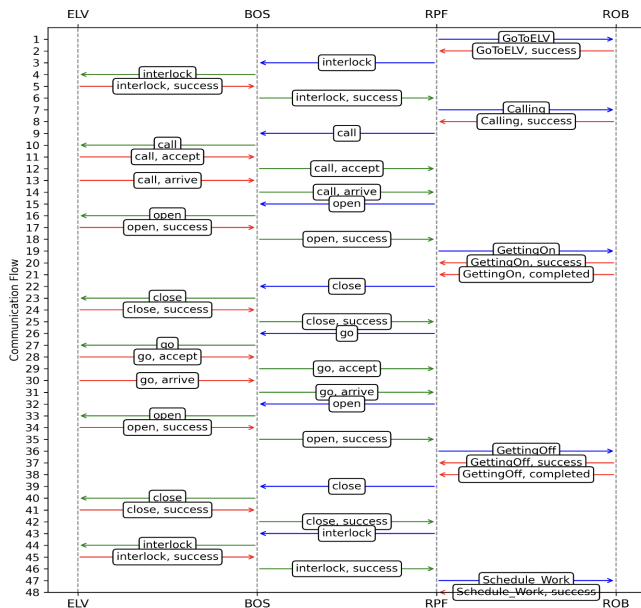 ELV BOS RPF ROB
Communication Flow
1 GoToELV
2 GoToELV, success
3 interlock
4 interlock
5 interlock, success
6 interlock, success
7 Calling
8 Calling, success
9 call
10 call
11 call, accept
12 call, accept
13 call, arrive
14 call, arrive
15 open
16 open
17 open, success
18 open, success
19 GettingOn
20 GettingOn, success
21 GettingOn, completed
22 close
23 close
24 close, success
25 close, success
26 go
27 go
28 go, accept
29 go, accept
30 go, arrive
31 go, arrive
32 open
33 open
34 open, success
35 open, success
36 GettingOff
37 GettingOff, success
38 GettingOff, completed
39 close
40 close
41 close, success
42 close, success
43 interlock
44 interlock
45 interlock, success
46 interlock, success
47 Schedule_Work
48 Schedule_Work, success
ELV BOS RPF ROB